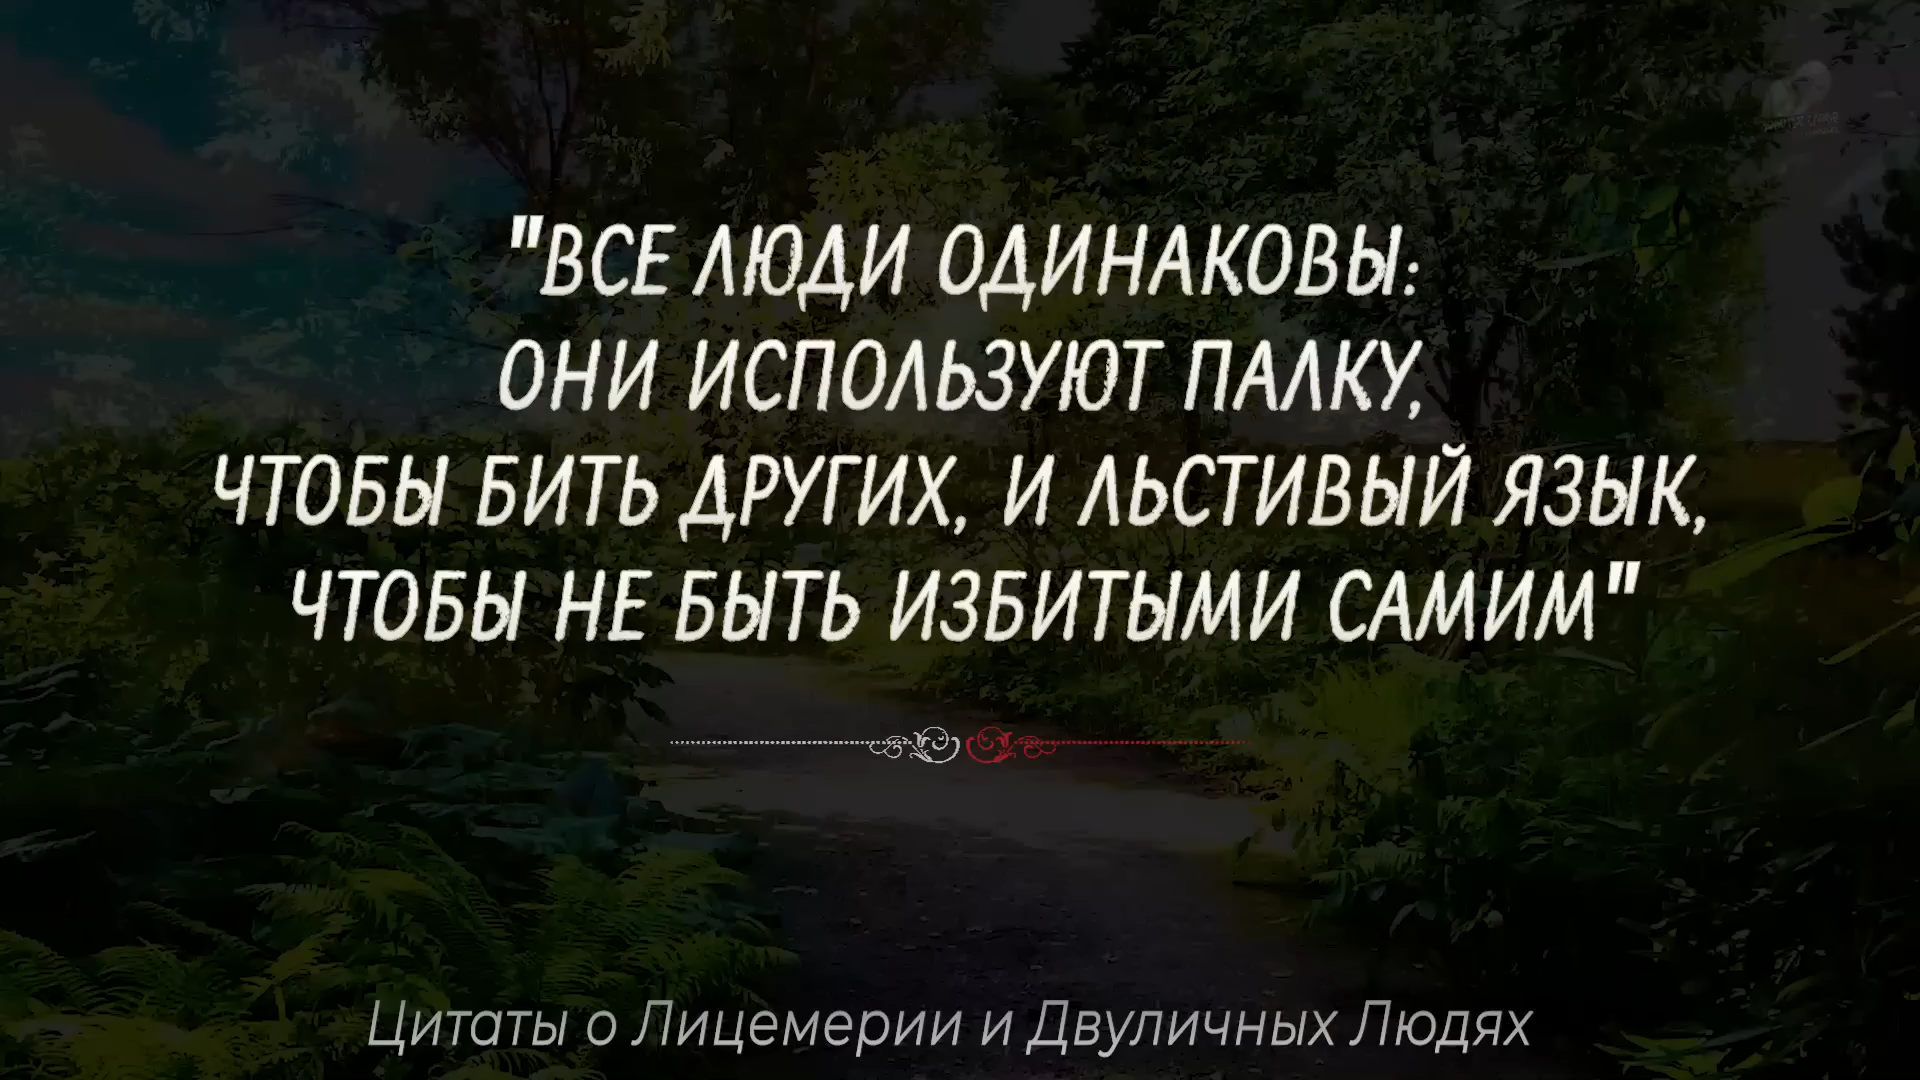 "ВСЕ ЛЮДИ ОДИНАКОВЫ:
ОНИ ИСПОЛЬЗУЮТ ПАЛКУ,
ЧТОБЫ БИТЬ ДРУГИХ, И ЛЬСТИВЫЙ ЯЗЫК,
ЧТОБЫ НЕ БЫТЬ ИЗБИТЫМИ САМИМ"
Цитаты о Лицемерии и Двуличных Людях